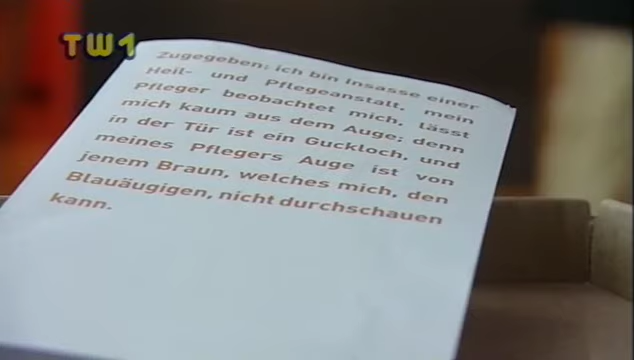 TW1
Zugegeben: ich bin Insasse einer
Heil- und Pflegeanstalt, mein
Pfleger beobachtet mich, lässt
mich kaum aus dem Auge; denn
in der Tür ist ein Guckloch, und
meines Pflegers Auge ist von
jenem Braun, welches mich, den
Blauäugigen, nicht durchschauen
kann.